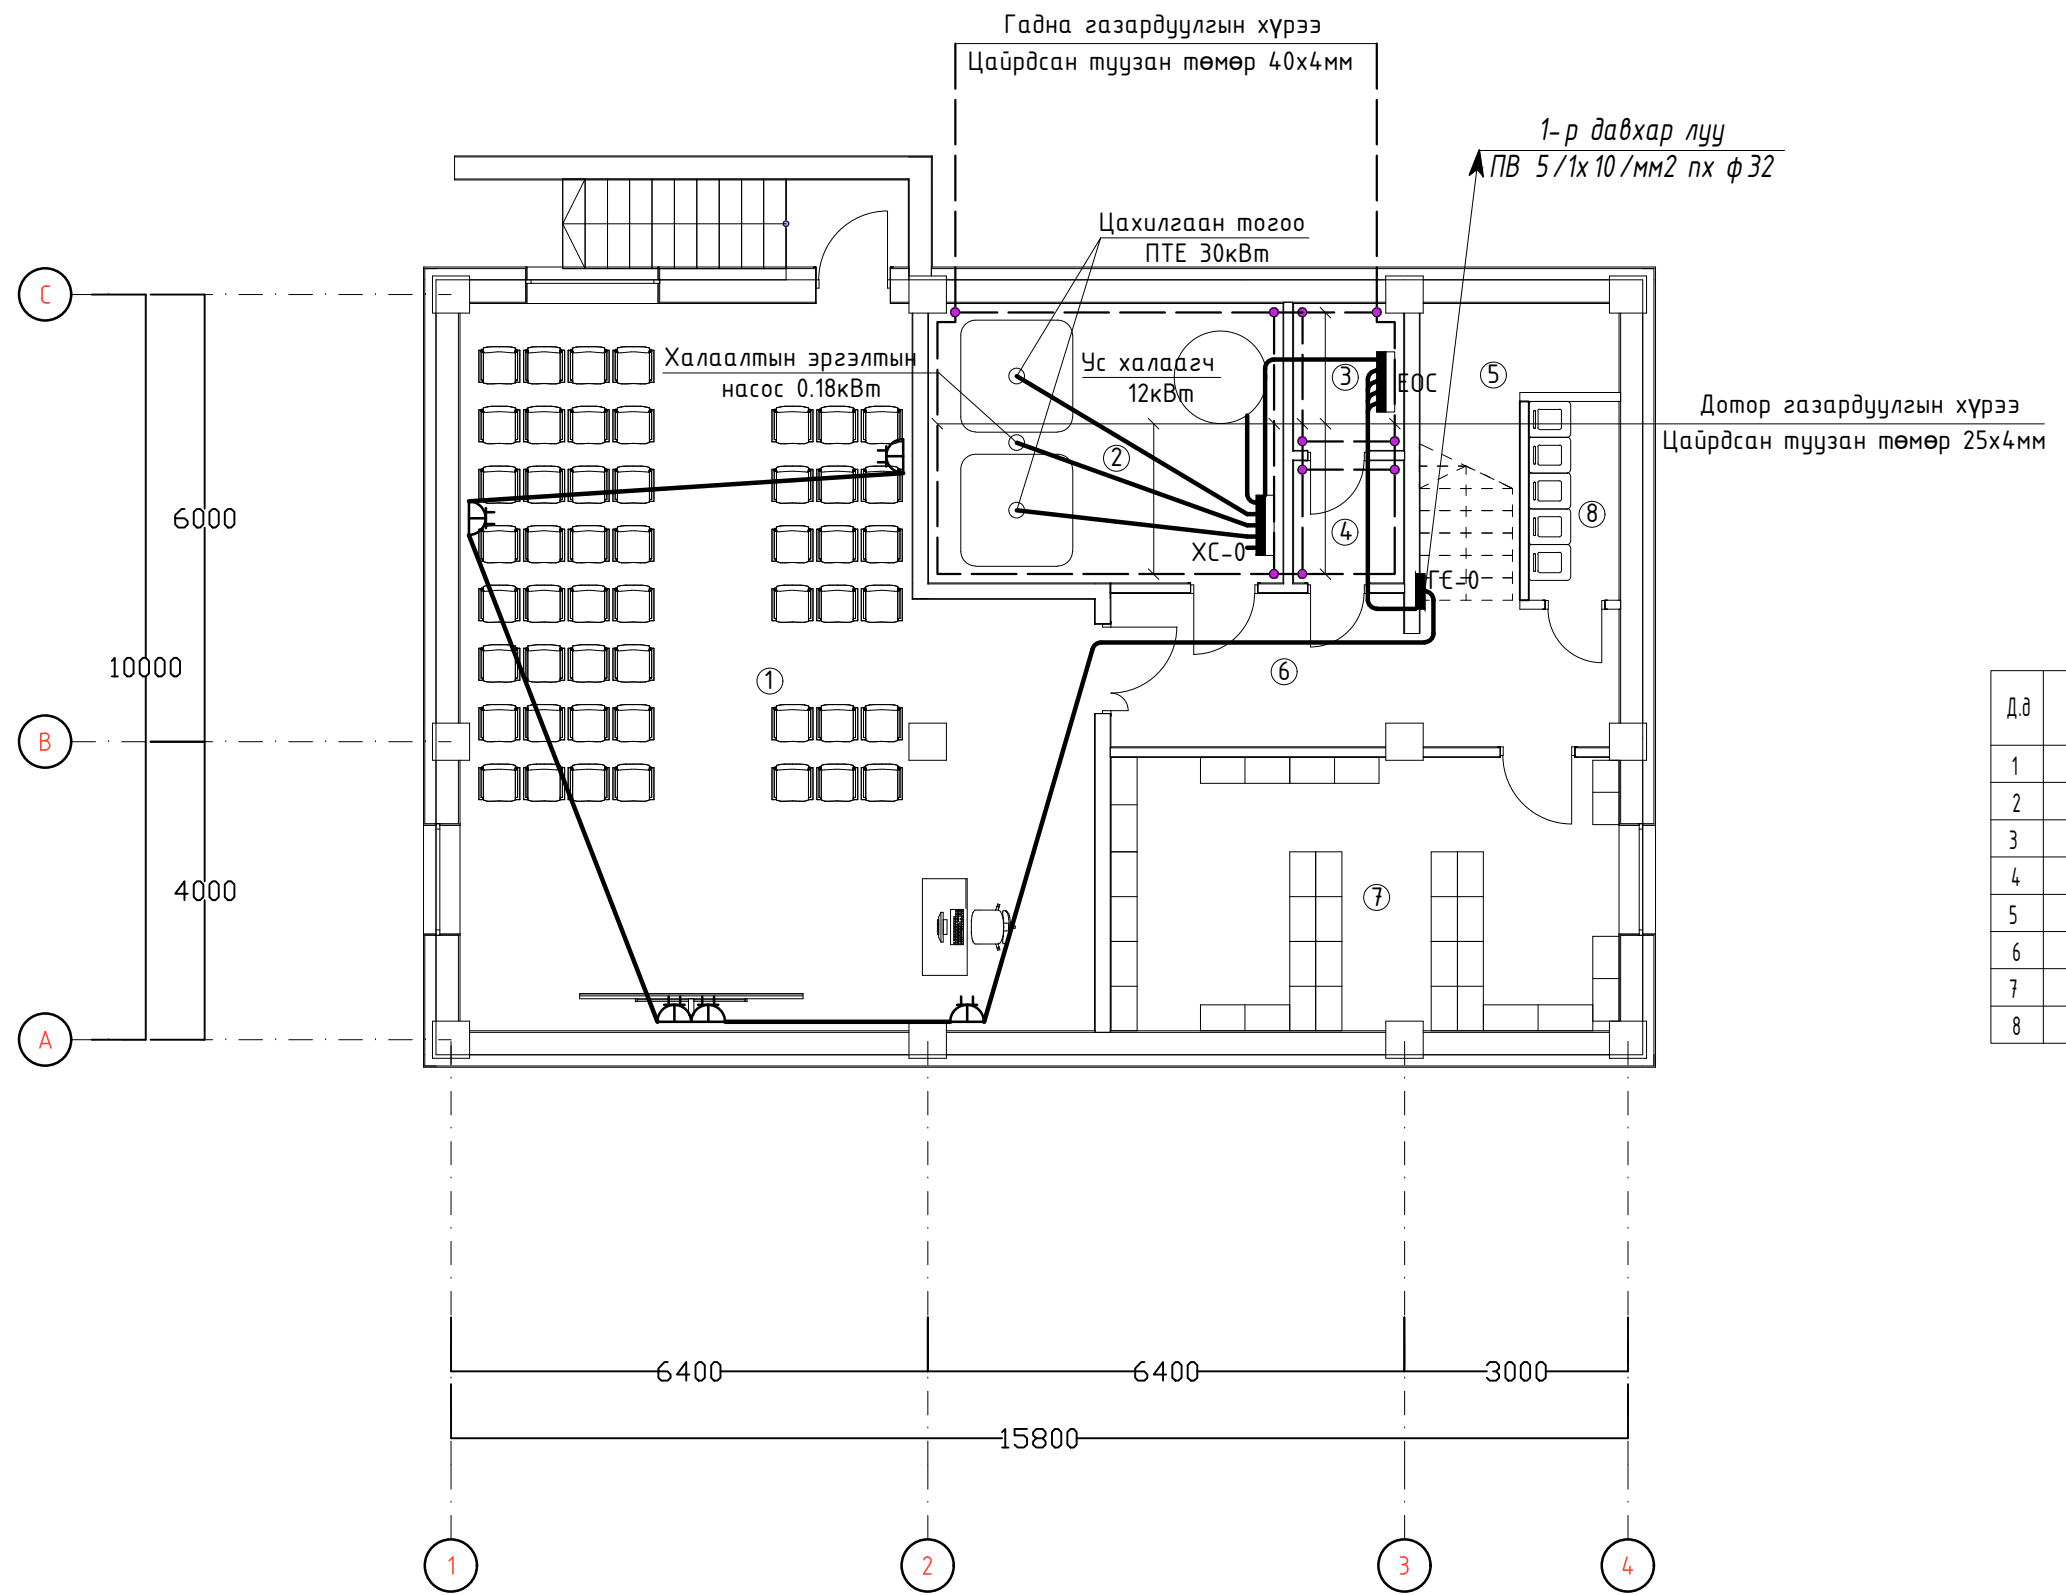 Гадна газардуулгын хүрээ
Цайрдсан туузан төмөр 40х4мм
1-р давхар луу
ПВ 5/1х10/мм2 пх ф32
Цахилгаан тогоо
ПТЕ 30кВт
С
Халаалтын эргэлтын
насос 0.18кВт
Ус халаагч
12кВт
3
ЕОС
5
Дотор газардуулгын хүрээ
Цайрдсан туузан төмөр 25х4мм
2
6000
8
4
ХС-0
ГС-0
10000
1
6
В
Д.д
1
2
3
4
5
6
7
8
4000
7
А
6400
6400
3000
15800
1
2
3
4